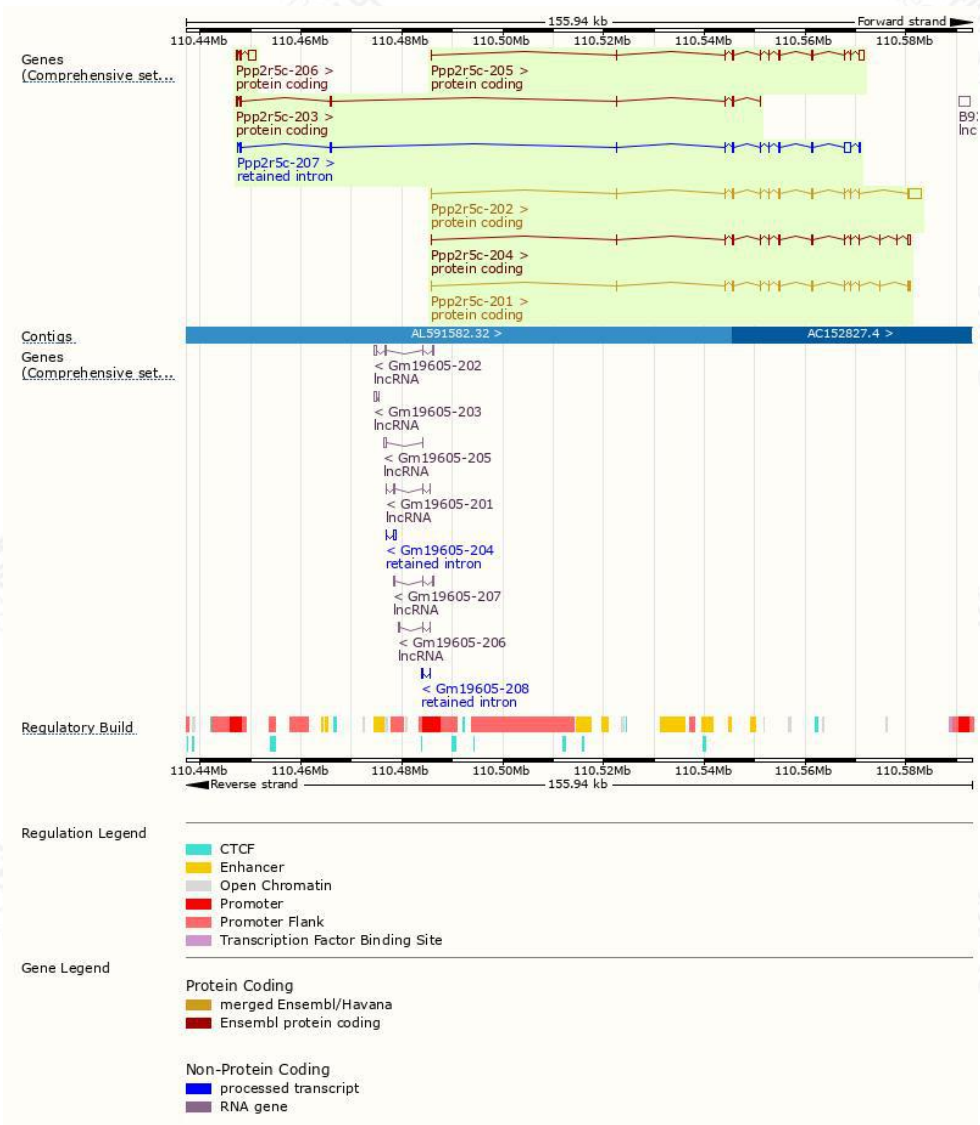 155.94 kb Forward strand
110.44Mb 110.46Mb 110.48Mb 110.50Mb 110.52Mb 110.54Mb 110.56Mb 110.58Mb
Genes
(Comprehensive set...
Ppp2r5c-206 > Ppp2r5c-205 >
protein coding protein coding
Ppp2r5c-203 > B93
protein coding lnc
Ppp2r5c-207 >
retained intron
Ppp2r5c-202 >
protein coding
Ppp2r5c-204 >
protein coding
Ppp2r5c-201 >
protein coding
Contigs AL591582.32 > AC152827.4 >
Genes
(Comprehensive set...
< Gm19605-202
lncRNA
< Gm19605-203
lncRNA
< Gm19605-205
lncRNA
< Gm19605-201
lncRNA
< Gm19605-204
retained intron
< Gm19605-207
lncRNA
< Gm19605-206
lncRNA
< Gm19605-208
retained intron
Regulatory Build
110.44Mb 110.46Mb 110.48Mb 110.50Mb 110.52Mb 110.54Mb 110.56Mb 110.58Mb
Reverse strand 155.94 kb
Regulation Legend
CTCF
Enhancer
Open Chromatin
Promoter
Promoter Flank
Transcription Factor Binding Site
Gene Legend
Protein Coding
merged Ensembl/Havana
Ensembl protein coding
Non-Protein Coding
processed transcript
RNA gene